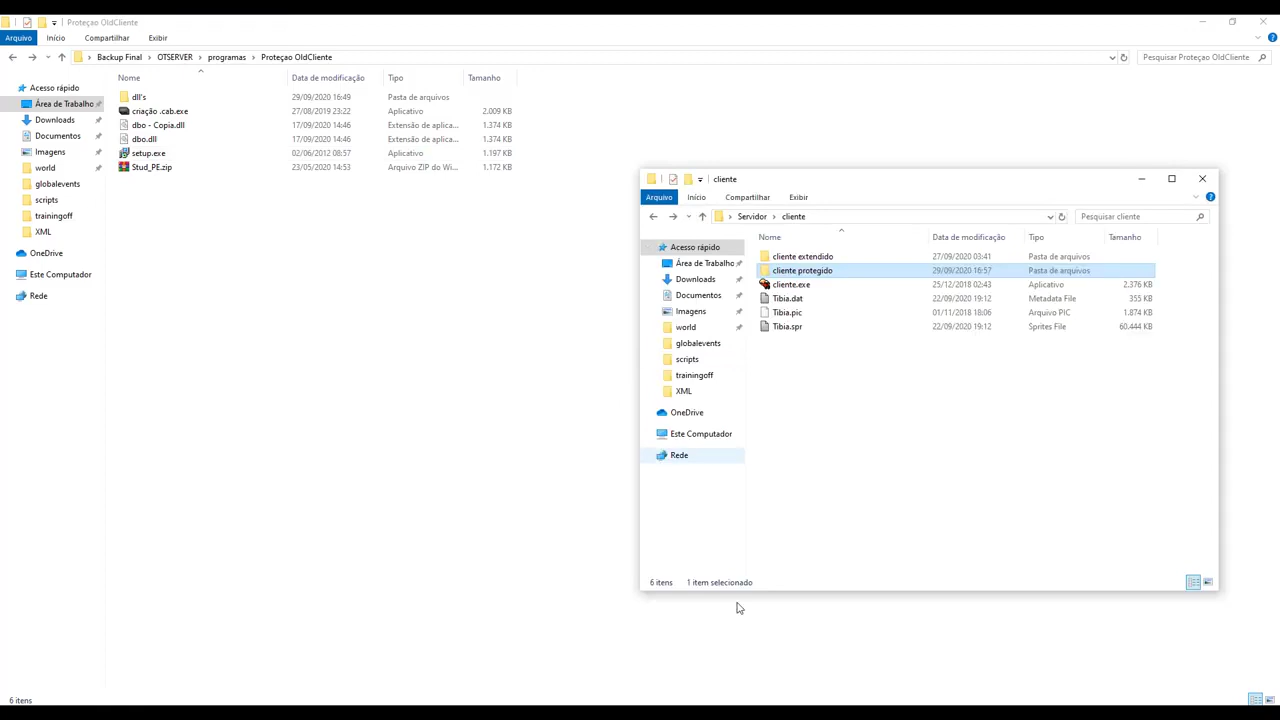 Proteçao OldCliente
Arquivo Início Compartilhar Exibir
Backup Final OTSERVER programas Proteçao OldCliente Pesquisar Proteçao OldCliente
Nome Data de modificação Tipo Tamanho
Acesso rápido
Área de Trabalho
Downloads
Documentos
Imagens
world
globalevents
scripts
trainingoff
XML
OneDrive
Este Computador
Rede
dll's 29/09/2020 16:49 Pasta de arquivos
criação .cab.exe 27/08/2019 23:22 Aplicativo 2.009 KB
dbo - Copia.dll 17/09/2020 14:46 Extensão de aplica... 1.374 KB
dbo.dll 17/09/2020 14:46 Extensão de aplica... 1.374 KB
setup.exe 02/06/2012 08:57 Aplicativo 1.197 KB
Stud_PE.zip 23/05/2020 14:53 Arquivo ZIP do Wi... 1.172 KB
6 itens
cliente
Arquivo Início Compartilhar Exibir
Servidor cliente Pesquisar cliente
Nome Data de modificação Tipo Tamanho
Acesso rápido
Área de Trabalho
Downloads
Documentos
Imagens
world
globalevents
scripts
trainingoff
XML
OneDrive
Este Computador
Rede
cliente extendido 27/09/2020 03:41 Pasta de arquivos
cliente protegido 29/09/2020 16:57 Pasta de arquivos
cliente.exe 25/12/2018 02:43 Aplicativo 2.376 KB
Tibia.dat 22/09/2020 19:12 Metadata File 355 KB
Tibia.pic 01/11/2018 18:06 Arquivo PIC 1.874 KB
Tibia.spr 22/09/2020 19:12 Sprites File 60.444 KB
6 itens 1 item selecionado